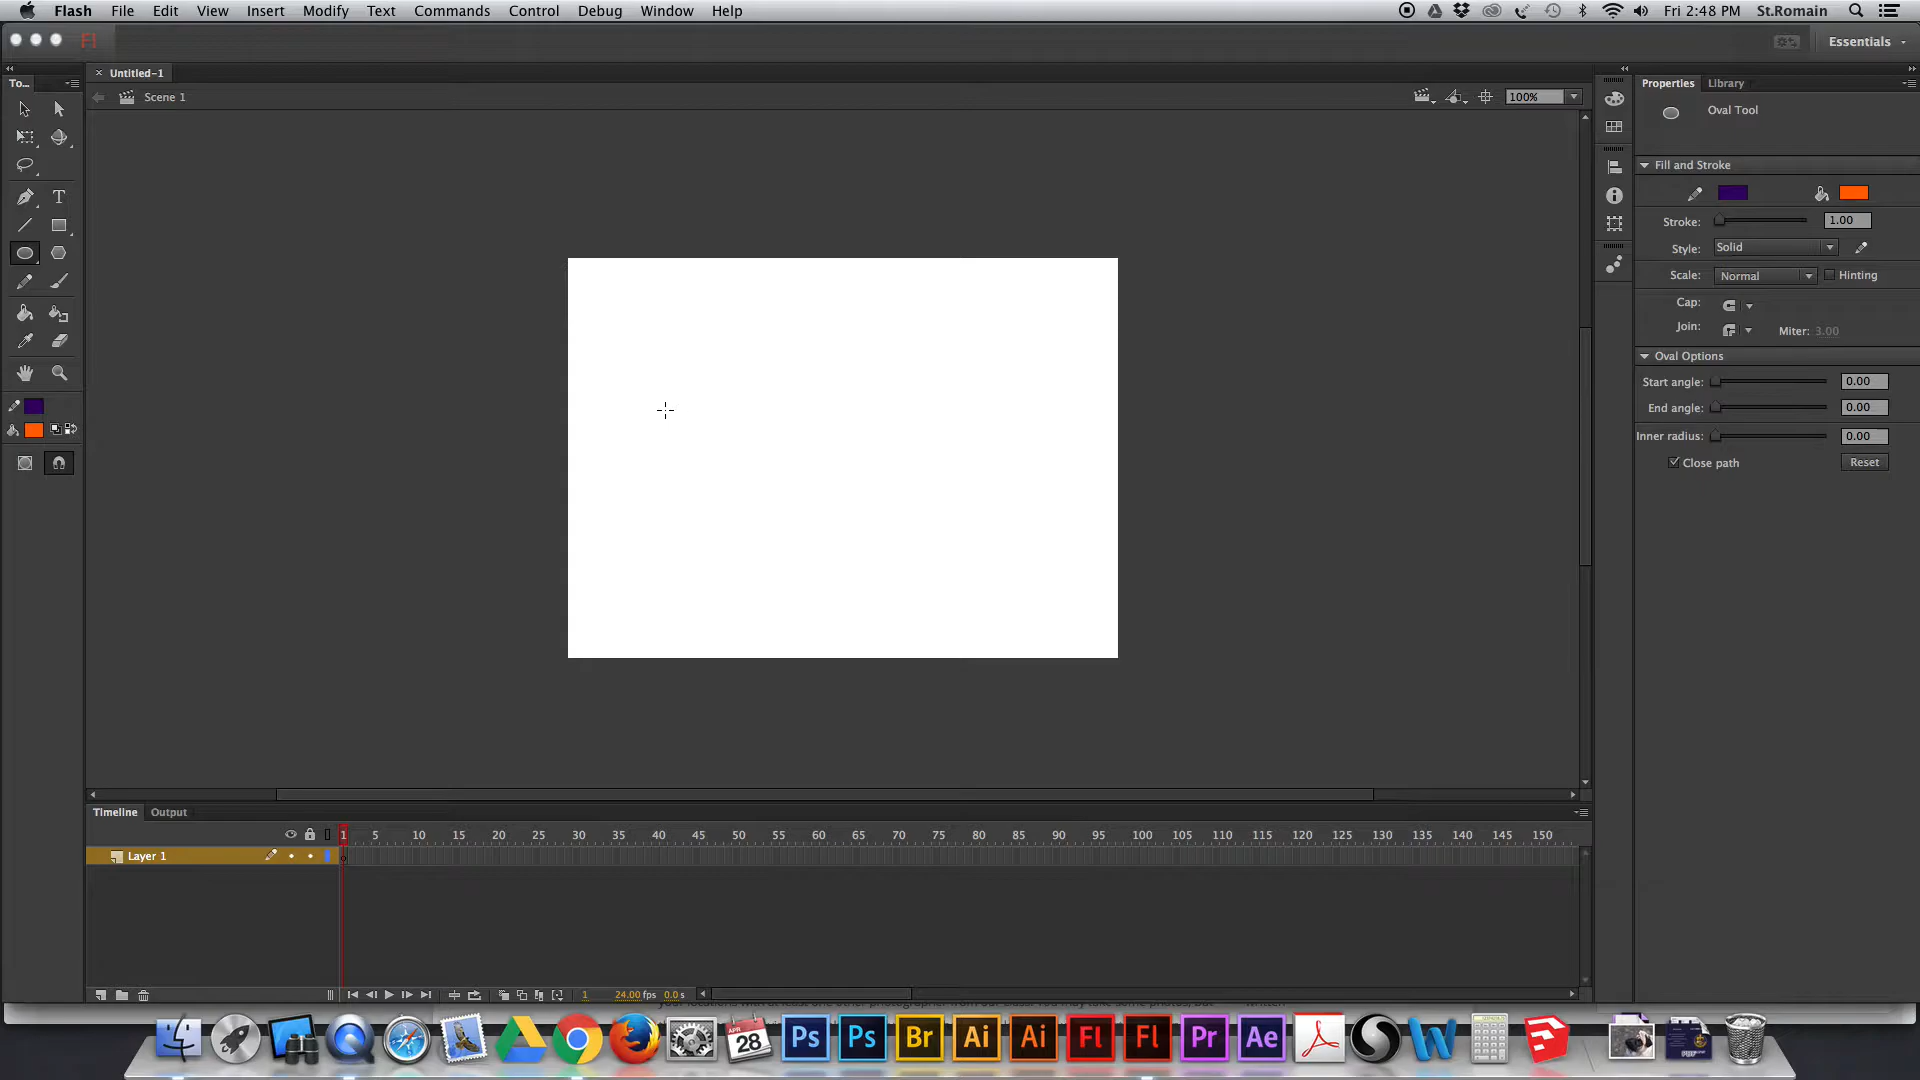 Flash File Edit View Insert Modify Text Commands Control Debug Window Help Fri 2:48 PM St.Romain
Fl Essentials
To... × Untitled-1 Properties Library
Scene 1 100%
Oval Tool
Fill and Stroke
Stroke: 1.00
Style: Solid
Scale: Normal Hinting
Cap:
Join: Miter: 3.00
Oval Options
Start angle: 0.00
End angle: 0.00
Inner radius: 0.00
Close path Reset
T
Timeline Output
1 5 10 15 20 25 30 35 40 45 50 55 60 65 70 75 80 85 90 95 100 105 110 115 120 125 130 135 140 145 150
Layer 1
1 24.00 fps 0.0 s
APR
28 Ps Ps Br Ai Ai Fl Fl Pr Ae W